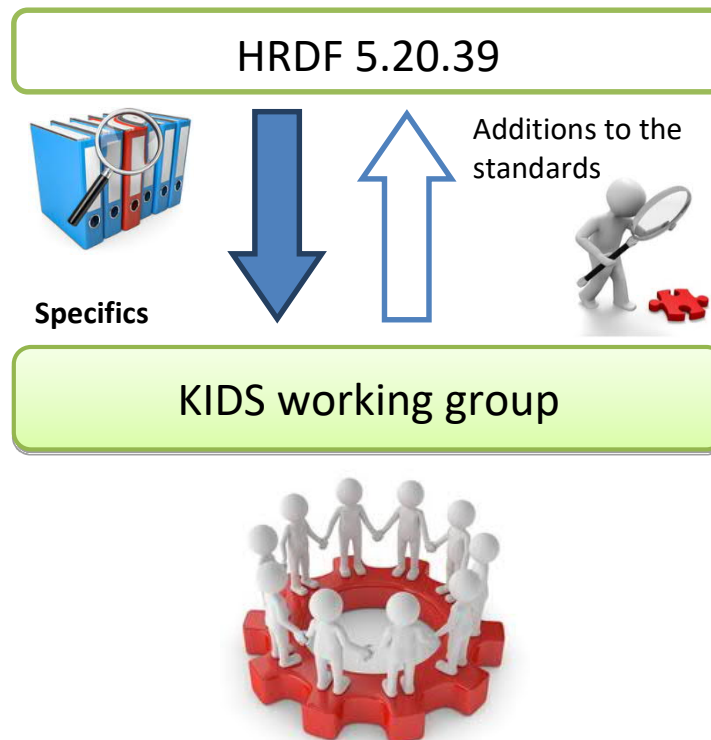 HRDF 5.20.39
Additions to the
standards
Specifics
KIDS working group